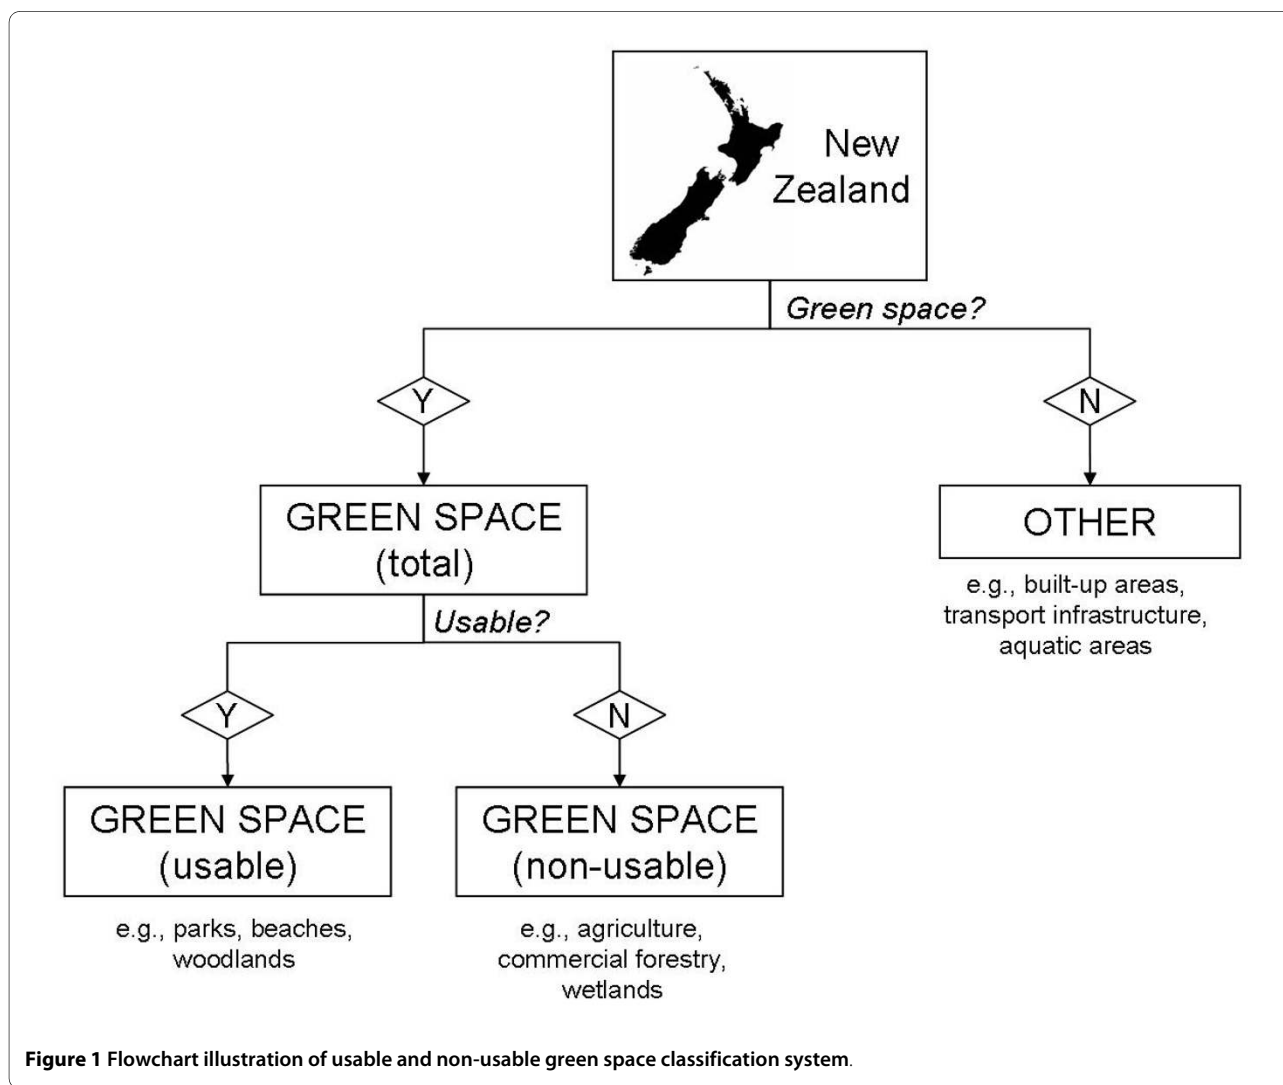 New
Zealand
Green space?
Y
N
GREEN SPACE
(total)
OTHER
e.g., built-up areas,
transport infrastructure,
aquatic areas
Usable?
Y
N
GREEN SPACE
(usable)
GREEN SPACE
(non-usable)
e.g., parks, beaches,
woodlands
e.g., agriculture,
commercial forestry,
wetlands
Figure 1 Flowchart illustration of usable and non-usable green space classification system.